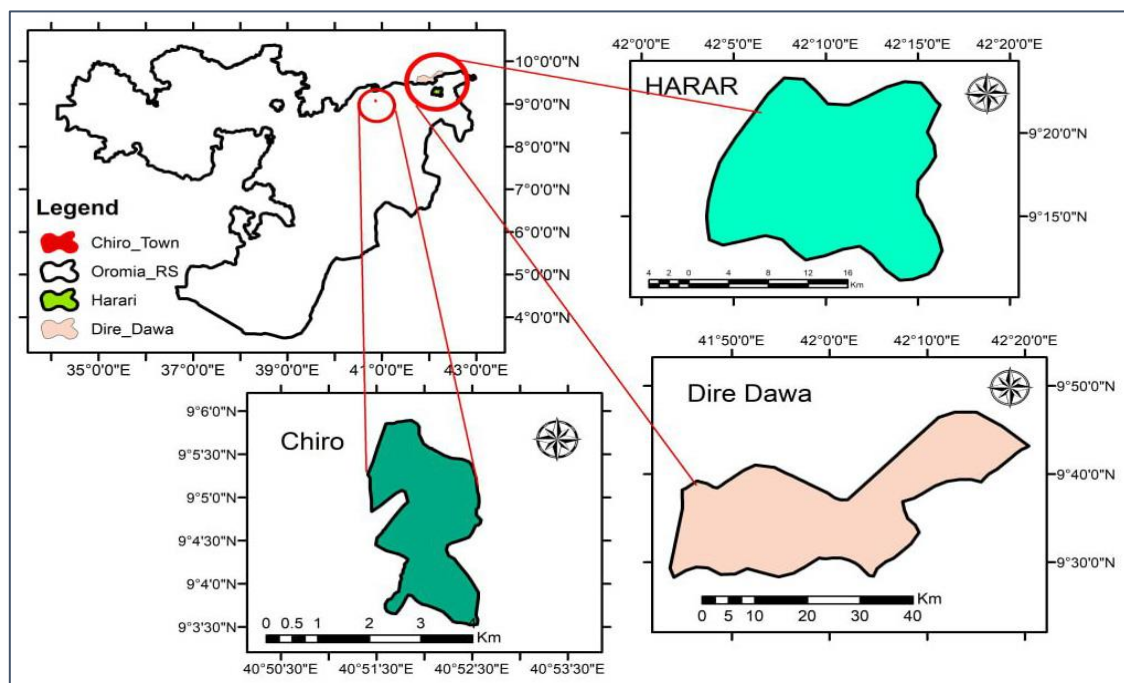 10°0'0"N
9°0'0"N
8°0'0"N
7°0'0"N
6°0'0"N
5°0'0"N
4°0'0"N
35°0'0"E 37°0'0"E 39°0'0"E 41°0'0"E 43°0'0"E
Legend
Chiro_Town
Oromia_RS
Harari
Dire_Dawa
42°0'0"E 42°5'0"E 42°10'0"E 42°15'0"E 42°20'0"E
HARAR
9°20'0"N
9°15'0"N
4 2 0 4 8 12 16
Km
9°6'0"N
9°5'30"N
9°5'0"N
9°4'30"N
9°4'0"N
9°3'30"N
Chiro
0 0.5 1 2 3 4
Km
40°50'30"E 40°51'30"E 40°52'30"E 40°53'30"E
41°50'0"E 42°0'0"E 42°10'0"E 42°20'0"E
Dire Dawa
9°50'0"N
9°40'0"N
9°30'0"N
Km
0 5 10 20 30 40